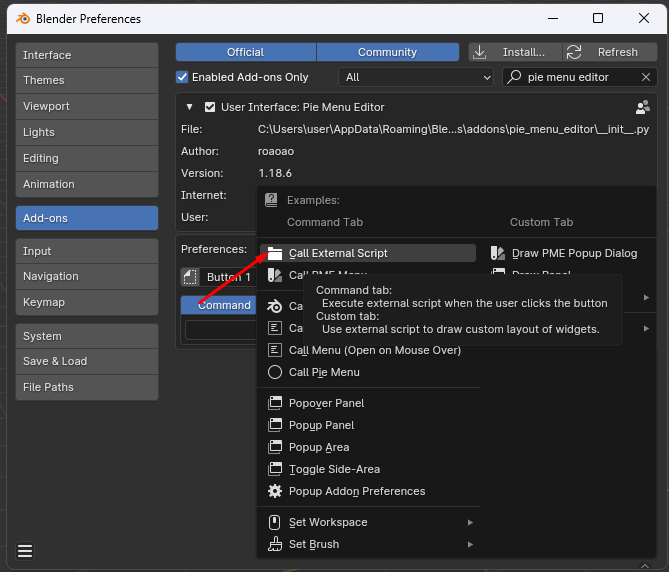 Blender Preferences
Interface
Themes
Viewport
Lights
Editing
Animation
Add-ons
Input
Navigation
Keymap
System
Save & Load
File Paths
Official
Community
Install...
Refresh
Enabled Add-ons Only
All
pie menu editor
User Interface: Pie Menu Editor
File:
C:\Users\user\AppData\Roaming\Ble...s\addons\pie_menu_editor\__init__.py
Author:
roaoao
Version:
1.18.6
Internet:
User:
Preferences:
Button 1
Command
Examples:
Command Tab
Custom Tab
Call External Script
Draw PME Popup Dialog
Call PME Menu
Draw Panel
Command tab:
Execute external script when the user clicks the button
Custom tab:
Use external script to draw custom layout of widgets.
Ca
Ca
Call Menu (Open on Mouse Over)
Call Pie Menu
Popover Panel
Popup Panel
Popup Area
Toggle Side-Area
Popup Addon Preferences
Set Workspace
Set Brush